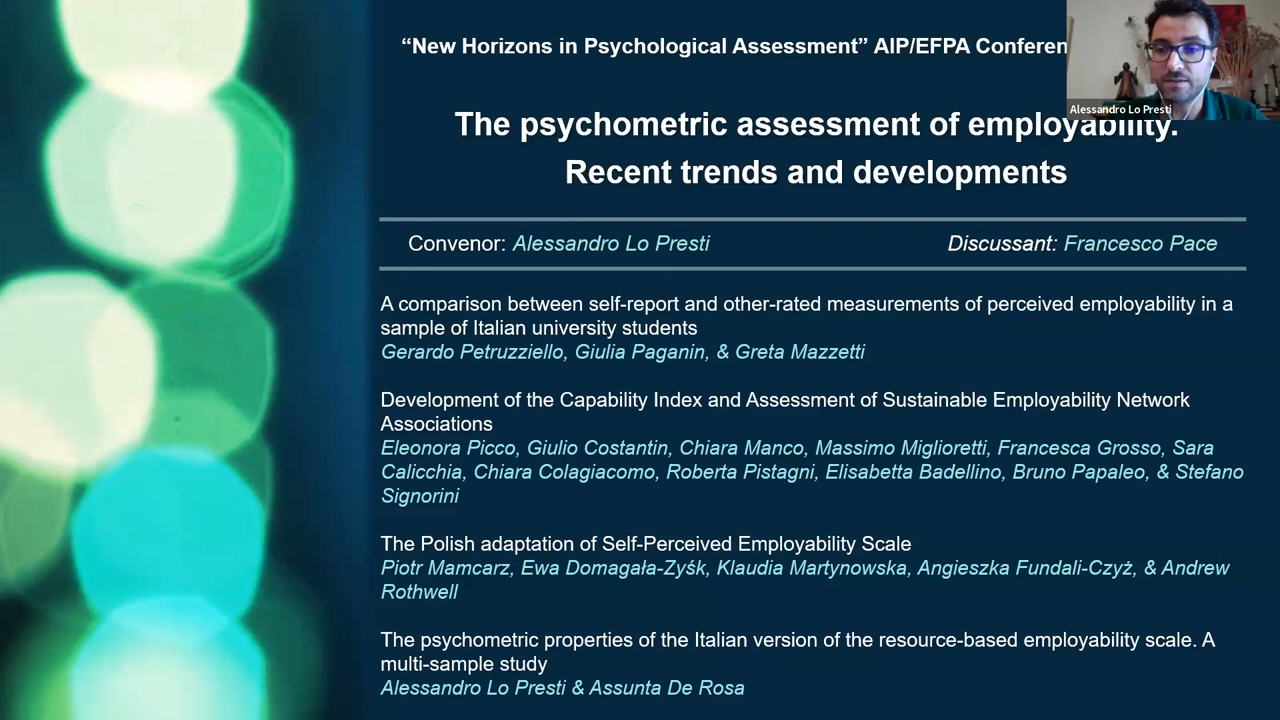 “New Horizons in Psychological Assessment” AIP/EFPA
Alessandro Lo Presti
The psychometric assessment of employability.
Recent trends and developments
Convenor: Alessandro Lo Presti
Discussant: Francesco Pace
A comparison between self-report and other-rated measurements of perceived employability in a
sample of Italian university students
Gerardo Petruzziello, Giulia Paganin, & Greta Mazzetti
Development of the Capability Index and Assessment of Sustainable Employability Network
Associations
Eleonora Picco, Giulio Costantin, Chiara Manco, Massimo Miglioretti, Francesca Grosso, Sara
Calicchia, Chiara Colagiacomo, Roberta Pistagni, Elisabetta Badellino, Bruno Papaleo, & Stefano
Signorini
The Polish adaptation of Self-Perceived Employability Scale
Piotr Mamcarz, Ewa Domagała-Zyśk, Klaudia Martynowska, Angieszka Fundali-Czyż, & Andrew
Rothwell
The psychometric properties of the Italian version of the resource-based employability scale. A
multi-sample study
Alessandro Lo Presti & Assunta De Rosa